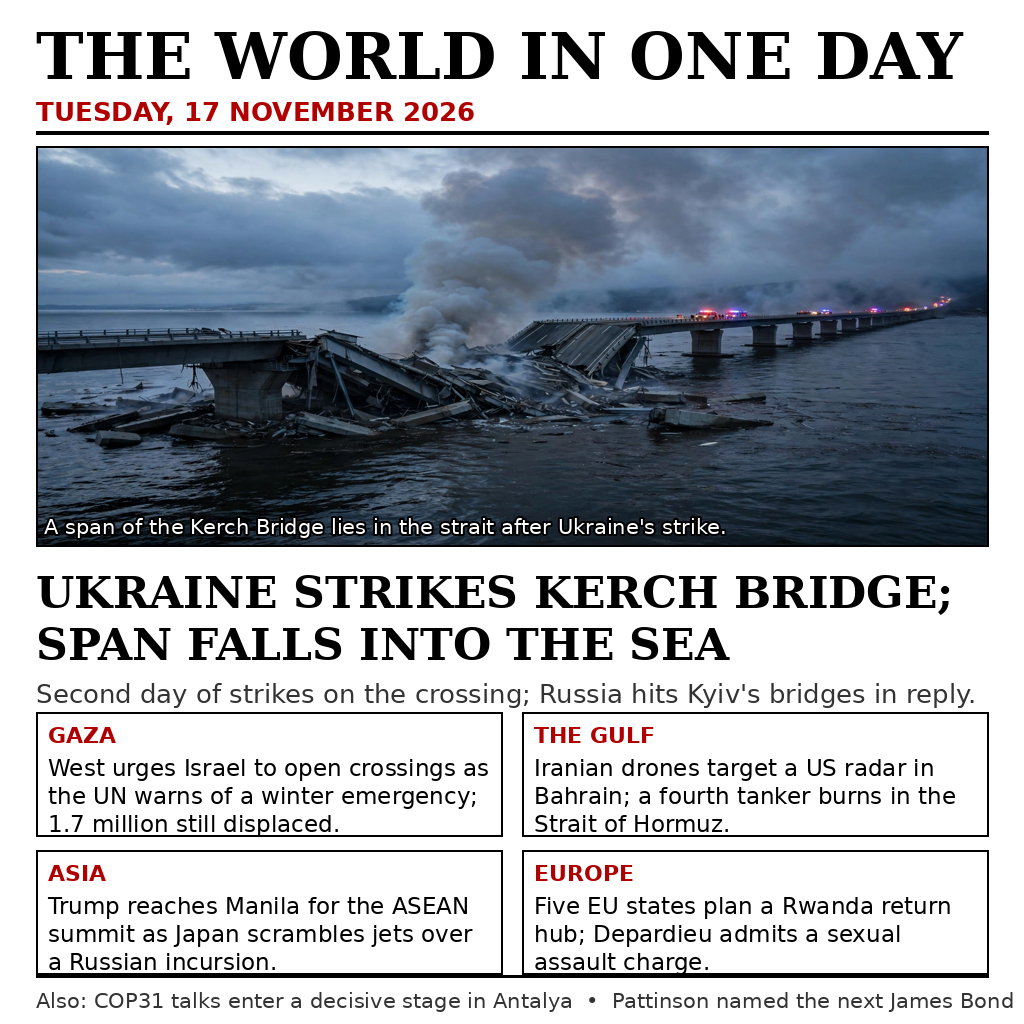 THE WORLD IN ONE DAY
TUESDAY, 17 NOVEMBER 2026
A span of the Kerch Bridge lies in the strait after Ukraine's strike.
UKRAINE STRIKES KERCH BRIDGE;
SPAN FALLS INTO THE SEA
Second day of strikes on the crossing; Russia hits Kyiv's bridges in reply.
GAZA
West urges Israel to open crossings as
the UN warns of a winter emergency;
1.7 million still displaced.
THE GULF
Iranian drones target a US radar in
Bahrain; a fourth tanker burns in the
Strait of Hormuz.
ASIA
Trump reaches Manila for the ASEAN
summit as Japan scrambles jets over
a Russian incursion.
EUROPE
Five EU states plan a Rwanda return
hub; Depardieu admits a sexual
assault charge.
Also: COP31 talks enter a decisive stage in Antalya • Pattinson named the next James Bond